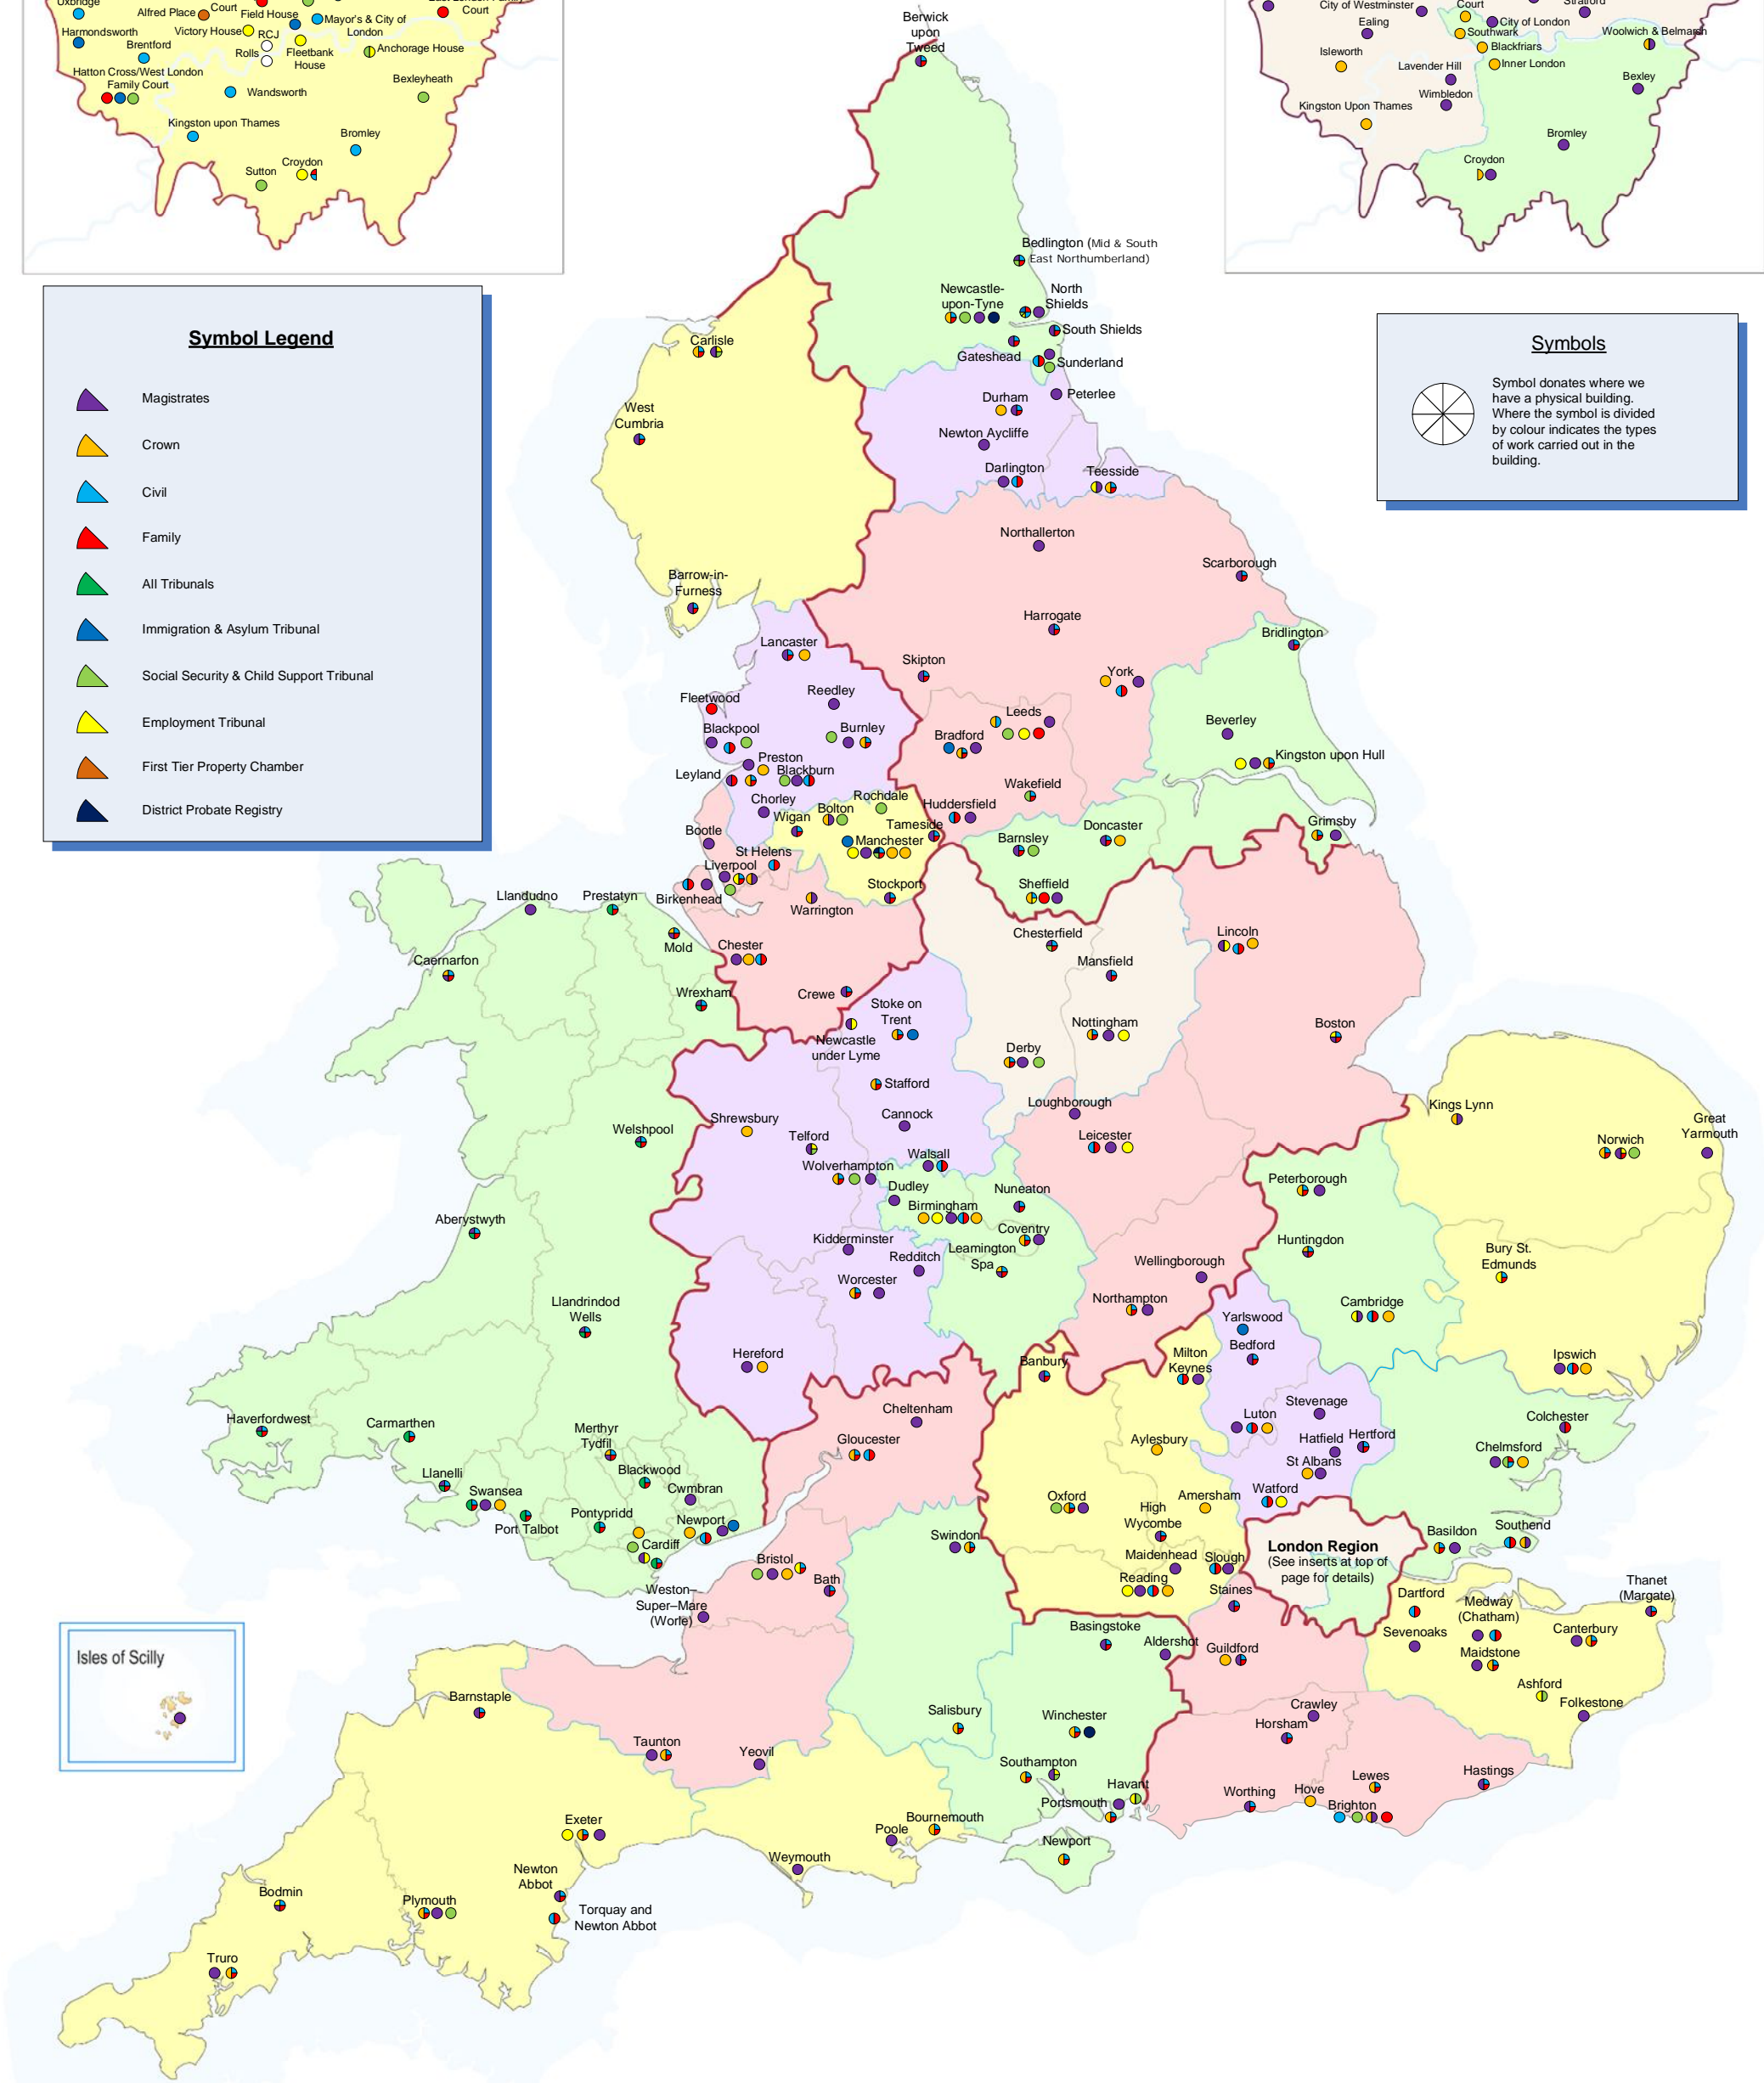 Oxbridge
Alfred Place
Court
Field House
Mayor's & City of
London
Court
Harmondsworth
Victory House
RCJ
Rolls
Fleetbank
House
Anchorage House
Brentford
Hatton Cross/West London
Family Court
Wandsworth
Bexleyheath
Kingston upon Thames
Bromley
Croydon
Sutton
City of Westminster
Court
Ealing
City of London
Southwark
Woolwich & Belmarsh
Blackfriars
Isleworth
Inner London
Lavender Hill
Bexley
Wimbledon
Kingston Upon Thames
Bromley
Croydon
Symbol Legend
Magistrates
Crown
Civil
Family
All Tribunals
Immigration & Asylum Tribunal
Social Security & Child Support Tribunal
Employment Tribunal
First Tier Property Chamber
District Probate Registry
Symbols
Symbol donates where we
have a physical building.
Where the symbol is divided
by colour indicates the types
of work carried out in the
building.
Berwick
upon
Tweed
Bedlington (Mid & South
East Northumberland)
Newcastle-
upon-Tyne
North
Shields
South Shields
Gateshead
Sunderland
Carlisle
Peterlee
Durham
West
Cumbria
Newton Aycliffe
Darlington
Teesside
Northallerton
Scarborough
Barrow-in-
Furness
Harrogate
Bridlington
Lancaster
Skipton
York
Fleetwood
Reedley
Leeds
Beverley
Blackpool
Burnley
Bradford
Kingston upon Hull
Preston
Leyland
Blackburn
Wakefield
Chorley
Rochdale
Bolton
Huddersfield
Wigan
Tameside
Doncaster
Grimsby
Bootle
Manchester
Barnsley
St Helens
Liverpool
Stockport
Sheffield
Birkenhead
Warrington
Llandudno
Prestatyn
Mold
Chester
Chesterfield
Lincoln
Caernarfon
Mansfield
Wrexham
Crewe
Stoke on
Trent
Newcastle
under Lyme
Nottingham
Boston
Derby
Stafford
Loughborough
Kings Lynn
Great
Yarmouth
Shrewsbury
Cannock
Welshpool
Telford
Leicester
Norwich
Walsall
Wolverhampton
Peterborough
Dudley
Nuneaton
Birmingham
Aberystwyth
Coventry
Kidderminster
Leamington
Spa
Huntingdon
Bury St.
Edmunds
Redditch
Wellingborough
Worcester
Llandrindod
Wells
Northampton
Cambridge
Yarlswood
Bedford
Hereford
Banbury
Milton
Keynes
Ipswich
Cheltenham
Stevenage
Haverfordwest
Carmarthen
Merthyr
Tydfil
Gloucester
Luton
Colchester
Aylesbury
Hatfield
Hertford
Chelmsford
Llanelli
Blackwood
St Albans
Swansea
Cwmbran
Oxford
Amersham
Watford
High
Wycombe
Port Talbot
Pontypridd
Newport
Cardiff
Swindon
Basildon
Southend
London Region
(See inserts at top of
page for details)
Bristol
Bath
Maidenhead
Slough
Reading
Staines
Weston–
Super–Mare
(Worle)
Dartford
Thanet
(Margate)
Medway
(Chatham)
Basingstoke
Aldershot
Guildford
Sevenoaks
Canterbury
Maidstone
Isles of Scilly
Ashford
Barnstaple
Folkestone
Crawley
Salisbury
Winchester
Horsham
Taunton
Yeovil
Southampton
Havant
Lewes
Hastings
Portsmouth
Worthing
Hove
Brighton
Exeter
Bournemouth
Poole
Newport
Weymouth
Newton
Abbot
Bodmin
Plymouth
Torquay and
Newton Abbot
Truro